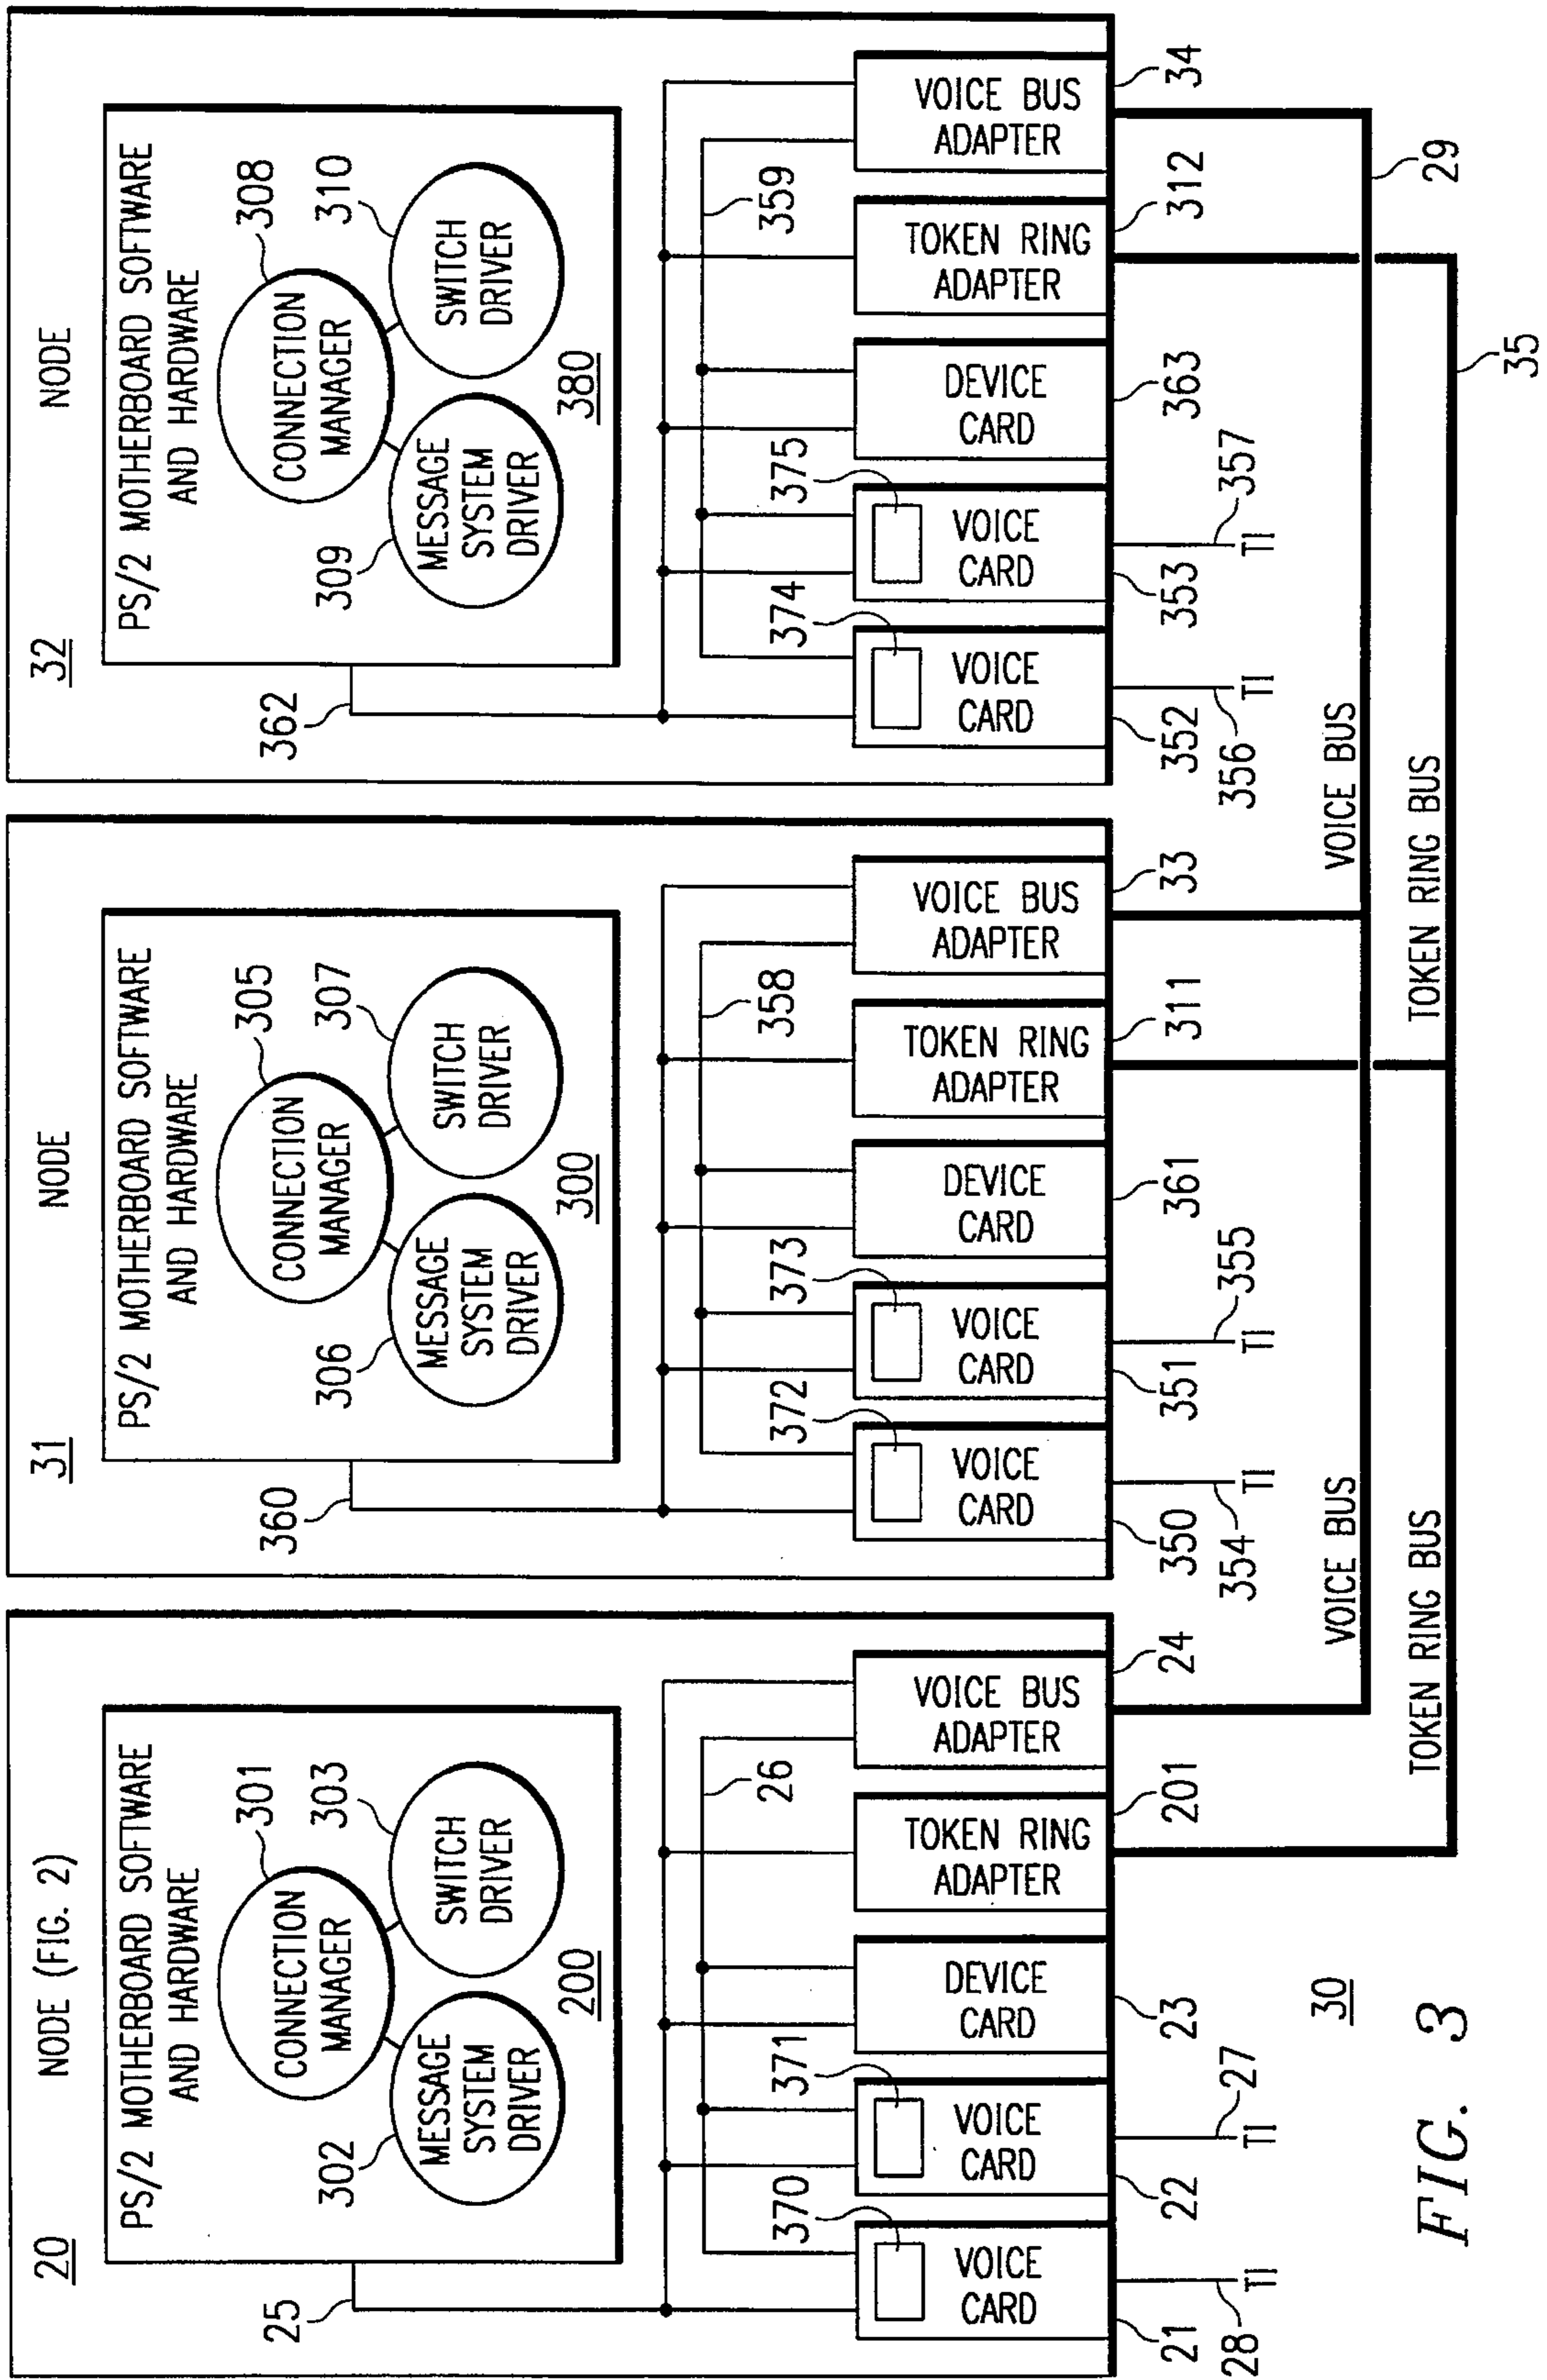 NODE (FIG. 2)
20
PS/2 MOTHERBOARD SOFTWARE
AND HARDWARE
301
CONNECTION
MANAGER
303
SWITCH
DRIVER
302
MESSAGE
SYSTEM
DRIVER
200
25
26
370
371
VOICE
CARD
VOICE
CARD
DEVICE
CARD
TOKEN RING
ADAPTER
VOICE BUS
ADAPTER
21
22
23
201
24
28
T1
27
T1
NODE
31
PS/2 MOTHERBOARD SOFTWARE
AND HARDWARE
305
CONNECTION
MANAGER
307
SWITCH
DRIVER
306
MESSAGE
SYSTEM
DRIVER
300
360
358
372
373
VOICE
CARD
VOICE
CARD
DEVICE
CARD
TOKEN RING
ADAPTER
VOICE BUS
ADAPTER
350
351
361
311
33
354
T1
355
T1
NODE
32
PS/2 MOTHERBOARD SOFTWARE
AND HARDWARE
308
CONNECTION
MANAGER
310
SWITCH
DRIVER
309
MESSAGE
SYSTEM
DRIVER
380
362
359
374
375
VOICE
CARD
VOICE
CARD
DEVICE
CARD
TOKEN RING
ADAPTER
VOICE BUS
ADAPTER
352
353
363
312
34
356
T1
357
T1
VOICE BUS
VOICE BUS
29
TOKEN RING BUS
TOKEN RING BUS
35
30
FIG. 3